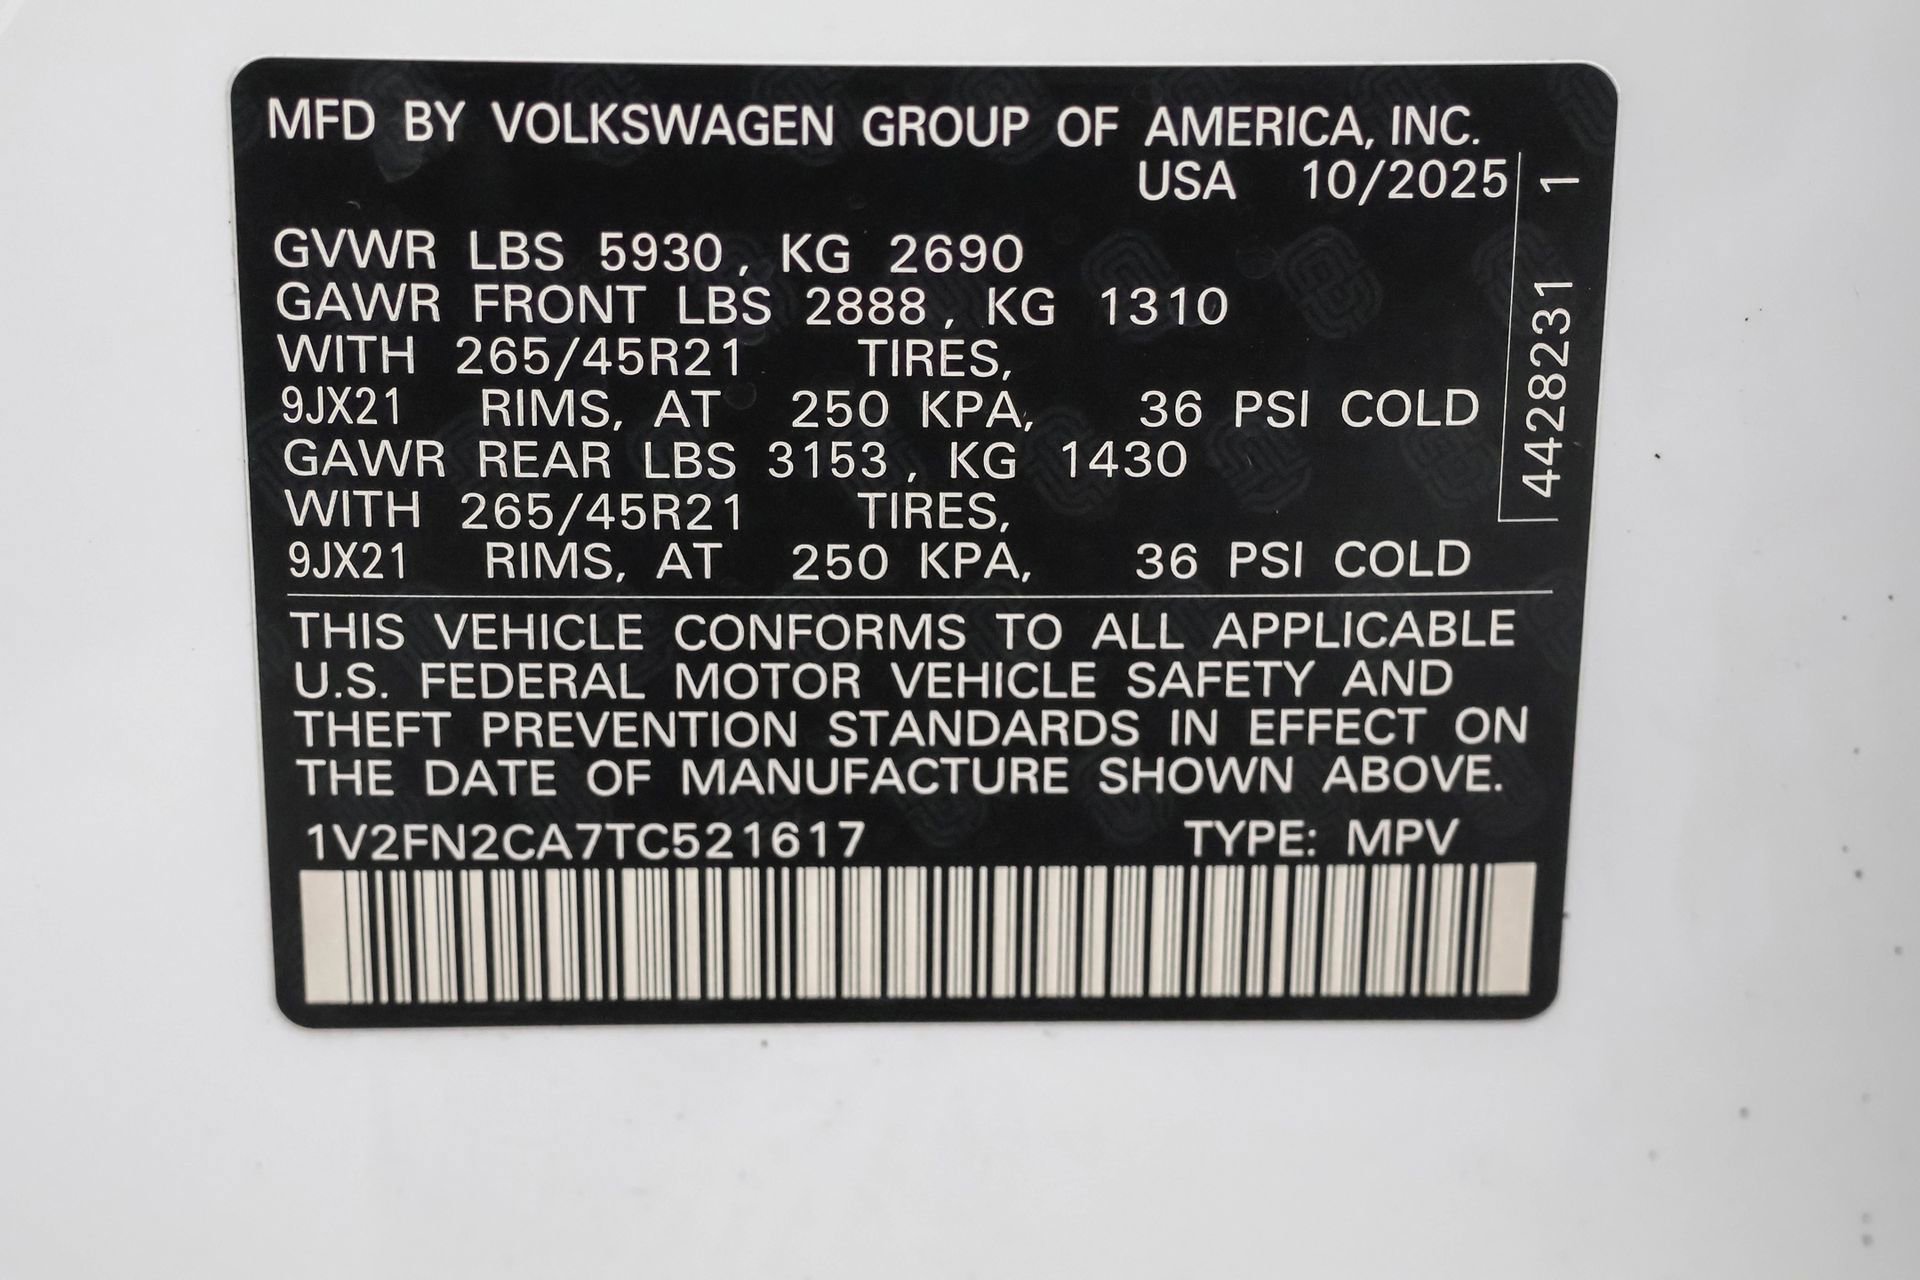 MFD BY VOLKSWAGEN GROUP OF AMERICA, INC.
USA 10/2025
GVWR LBS 5930, KG 2690
GAWR FRONT LBS 2888, KG 1310
WITH 265/45R21 TIRES,
9JX21 RIMS, AT 250 KPA, 36 PSI COLD
GAWR REAR LBS 3153, KG 1430
WITH 265/45R21 TIRES,
9JX21 RIMS, AT 250 KPA, 36 PSI COLD
4428231 1
THIS VEHICLE CONFORMS TO ALL APPLICABLE
U.S. FEDERAL MOTOR VEHICLE SAFETY AND
THEFT PREVENTION STANDARDS IN EFFECT ON
THE DATE OF MANUFACTURE SHOWN ABOVE.
1V2FN2CA7TC521617 TYPE: MPV